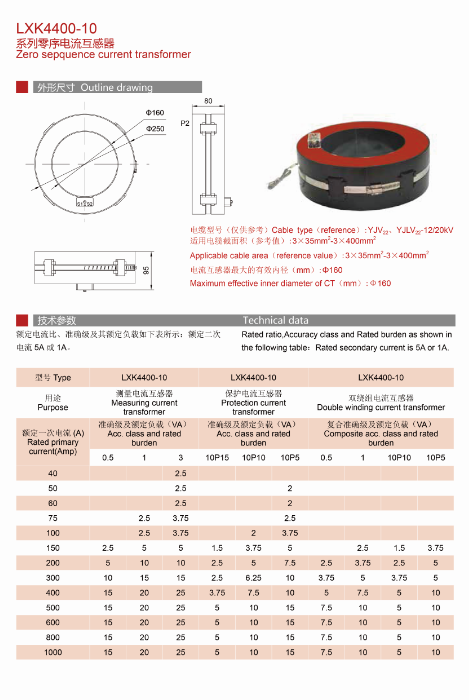 LXK4400-10
系列零序电流互感器
Zero sepquence current transformer
外形尺寸 Outline drawing
80
Φ160
Φ250
P2
S1 S2
95
电缆型号（仅供参考）Cable type（reference）:YJV22、YJLV22-12/20kV
适用电缆截面积（参考值）:3×35mm²-3×400mm²
Applicable cable area（reference value）:3×35mm²-3×400mm²
电流互感器最大的有效内径（mm）:Φ160
Maximum effective inner diameter of CT（mm）: Φ160
技术参数 Technical data
额定电流比、准确级及其额定负载如下表所示：额定二次
电流 5A 或 1A。
Rated ratio,Accuracy class and Rated burden as shown in
the following table：Rated secondary current is 5A or 1A.
型号 Type LXK4400-10 LXK4400-10 LXK4400-10
用途 Purpose 测量电流互感器 Measuring current transformer 保护电流互感器 Protection current transformer 双绕组电流互感器 Double winding current transformer
额定一次电流 (A) Rated primary current(Amp) 准确级及额定负载（VA） Acc. class and rated burden 准确级及额定负载（VA） Acc. class and rated burden 复合准确级及额定负载（VA） Composite acc. class and rated burden
0.5 1 3 10P15 10P10 10P5 0.5 1 10P10 10P5
40 2.5
50 2.5 2
60 2.5 2
75 2.5 3.75 2.5
100 2.5 3.75 2 3.75
150 2.5 5 5 1.5 3.75 5 2.5 1.5 3.75
200 5 10 10 2.5 5 7.5 2.5 3.75 2.5 5
300 10 15 15 2.5 6.25 10 3.75 5 3.75 5
400 15 20 25 3.75 7.5 10 5 7.5 5 10
500 15 20 25 5 10 15 7.5 10 5 10
600 15 20 25 5 10 15 7.5 10 5 10
800 15 20 25 5 10 15 7.5 10 5 10
1000 15 20 25 5 10 15 7.5 10 5 10